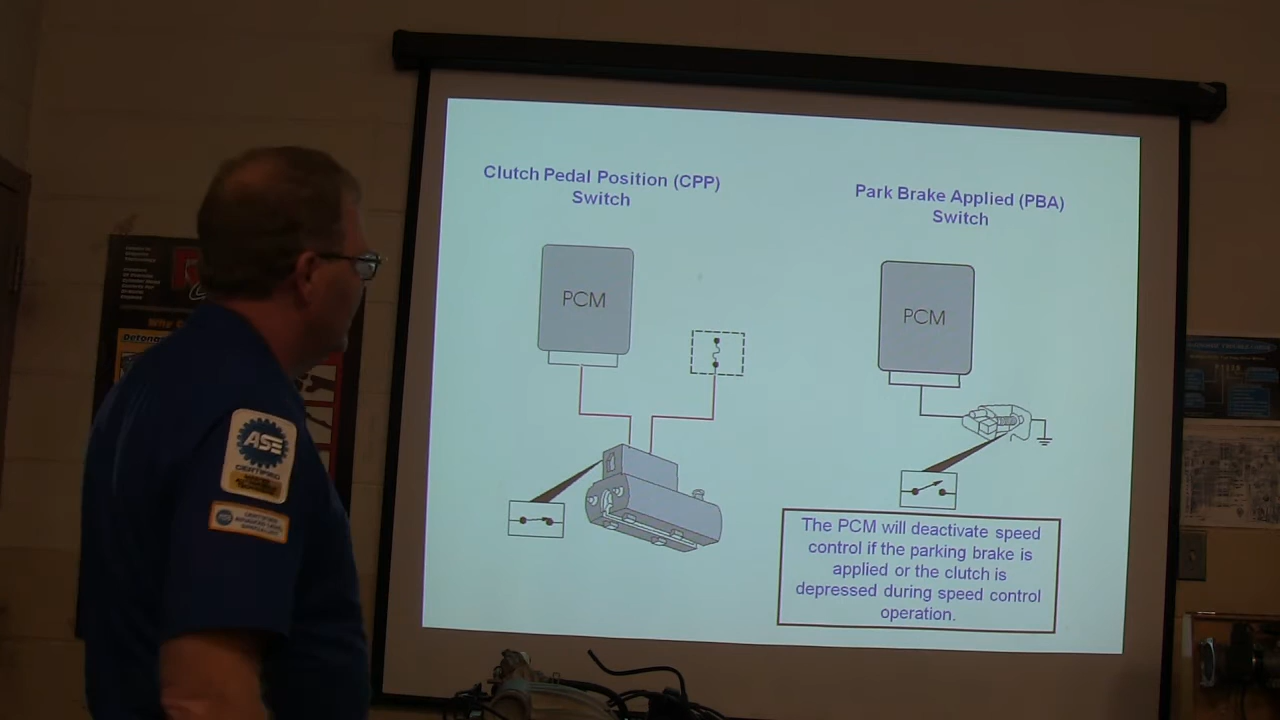 Clutch Pedal Position (CPP)
Switch
Park Brake Applied (PBA)
Switch
PCM
PCM
The PCM will deactivate speed
control if the parking brake is
applied or the clutch is
depressed during speed control
operation.
ASE
CERTIFIED